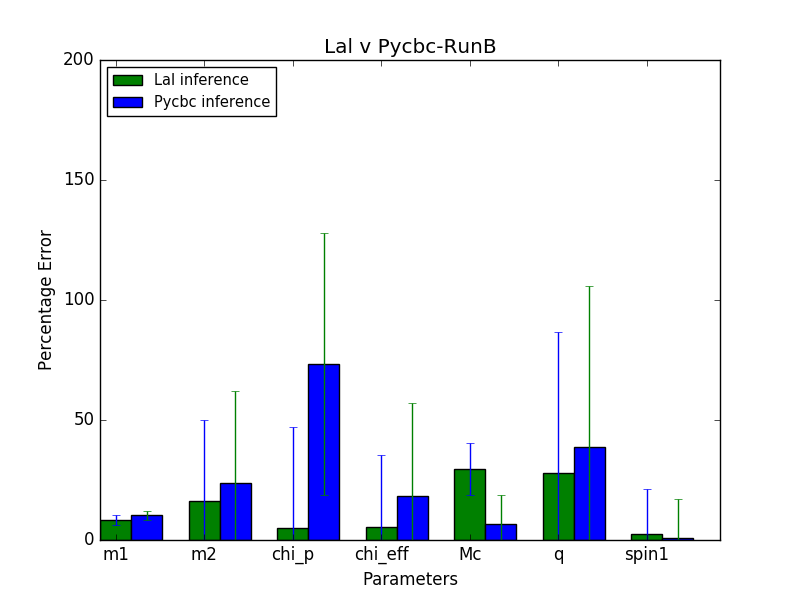 Lal v Pycbc-RunB
Lal inference
Pycbc inference
200
150
100
50
0
Percentage Error
m1 m2 chi_p chi_eff Mc q spin1
Parameters